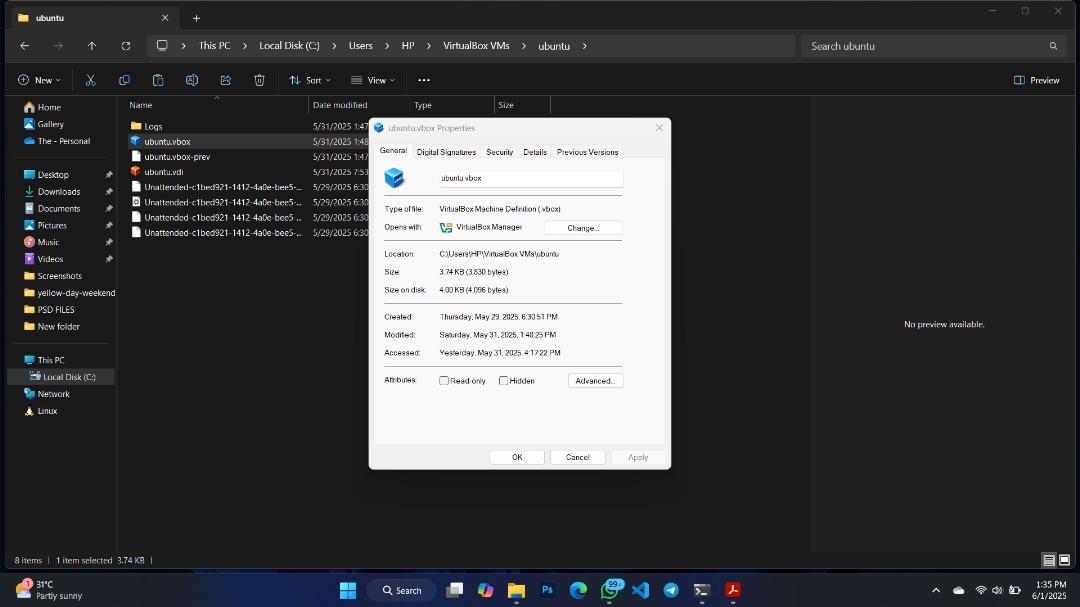 ubuntu
This PC > Local Disk (C:) > Users > HP > VirtualBox VMs > ubuntu >
Search ubuntu
New
Sort
View
Preview
Home
Gallery
The - Personal
Desktop
Downloads
Documents
Pictures
Music
Videos
Screenshots
yellow-day-weekend
PSD FILES
New folder
This PC
Local Disk (C:)
Network
Linux
Name Date modified Type Size
Logs 5/31/2025 1:47
ubuntu.vbox 5/31/2025 1:48
ubuntu.vbox-prev 5/31/2025 1:47
ubuntu.vdi 5/31/2025 7:53
Unattended-c1bed921-1412-4a0e-bee5-... 5/29/2025 6:30
Unattended-c1bed921-1412-4a0e-bee5-... 5/29/2025 6:30
Unattended-c1bed921-1412-4a0e-bee5-... 5/29/2025 6:30
Unattended-c1bed921-1412-4a0e-bee5-... 5/29/2025 6:30
ubuntu.vbox Properties
General Digital Signatures Security Details Previous Versions
ubuntu.vbox
Type of file: VirtualBox Machine Definition (.vbox)
Opens with: VirtualBox Manager Change...
Location: C:\Users\HP\VirtualBox VMs\ubuntu
Size: 3.74 KB (3,830 bytes)
Size on disk: 4.00 KB (4,096 bytes)
Created: Thursday, May 29, 2025, 6:30:51 PM
Modified: Saturday, May 31, 2025, 1:48:25 PM
Accessed: Yesterday, May 31, 2025, 4:17:22 PM
Attributes: Read-only Hidden Advanced...
OK Cancel Apply
No preview available.
8 items 1 item selected 3.74 KB
1
31°C
Partly sunny
Search
Ps
99+
1:35 PM
6/1/2025